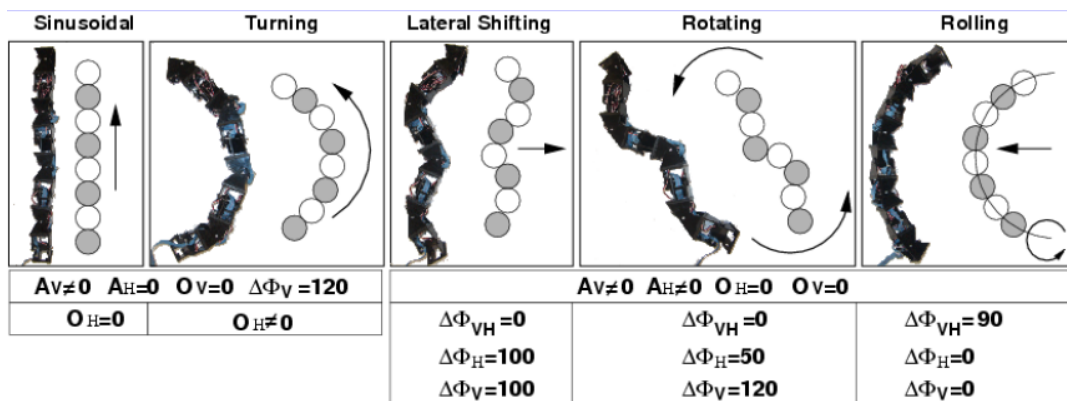 Sinusoidal Turning Lateral Shifting Rotating Rolling
AV≠0 AH=0 OV=0 ΔΦV=120
AV≠0 AH≠0 OH=0 OV=0
OH=0 OH≠0
ΔΦVH=0 ΔΦVH=0 ΔΦVH=90
ΔΦH=100 ΔΦH=50 ΔΦH=0
ΔΦV=100 ΔΦV=120 ΔΦV=0